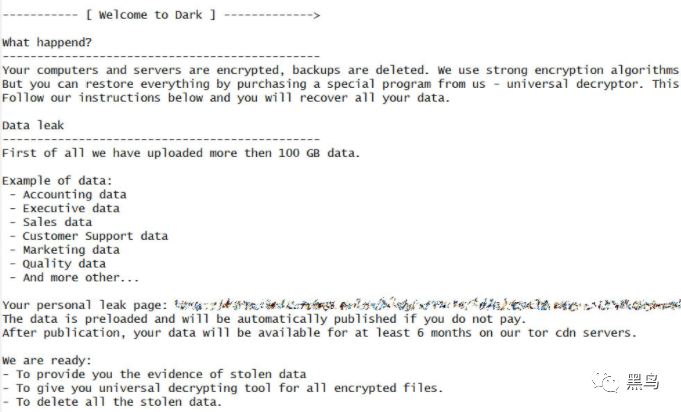 ----------- [ Welcome to Dark ] ------------->
What happend?
----------------------------------------------
Your computers and servers are encrypted, backups are deleted. We use strong encryption algorithms
But you can restore everything by purchasing a special program from us - universal decryptor. This
Follow our instructions below and you will recover all your data.
Data leak
----------------------------------------------
First of all we have uploaded more then 100 GB data.
Example of data:
- Accounting data
- Executive data
- Sales data
- Customer Support data
- Marketing data
- Quality data
- And more other...
Your personal leak page:
The data is preloaded and will be automatically published if you do not pay.
After publication, your data will be available for at least 6 months on our tor cdn servers.
We are ready:
- To provide you the evidence of stolen data
- To give you universal decrypting tool for all encrypted files.
- To delete all the stolen data.
黑鸟